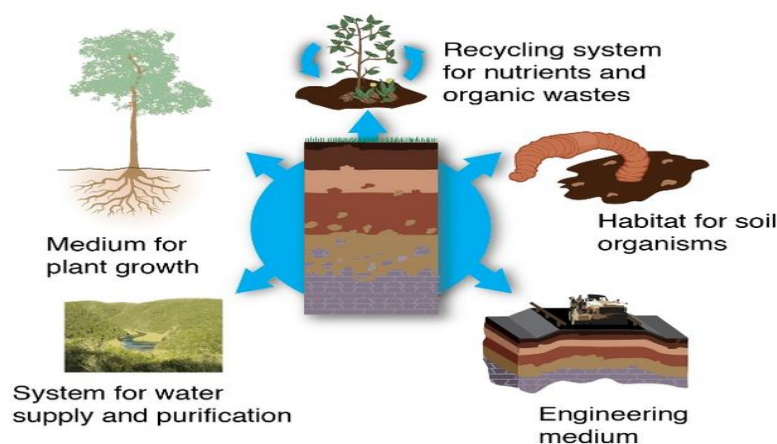 Recycling system
for nutrients and
organic wastes
Medium for
plant growth
Habitat for soil
organisms
System for water
supply and purification
Engineering
medium